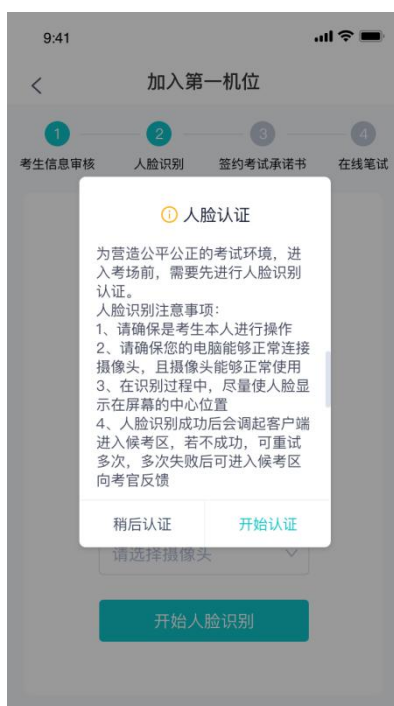 9:41
加入第一机位
1
2
3
4
考生信息审核
人脸识别
签约考试承诺书
在线笔试
人脸认证
为营造公平公正的考试环境，进
入考场前，需要先进行人脸识别
认证。
人脸识别注意事项：
1、请确保是考生本人进行操作
2、请确保您的电脑能够正常连接
摄像头，且摄像头能够正常使用
3、在识别过程中，尽量使人脸显
示在屏幕的中心位置
4、人脸识别成功后会调起客户端
进入候考区，若不成功，可重试
多次，多次失败后可进入候考区
向考官反馈
稍后认证
开始认证
请选择摄像头
开始人脸识别